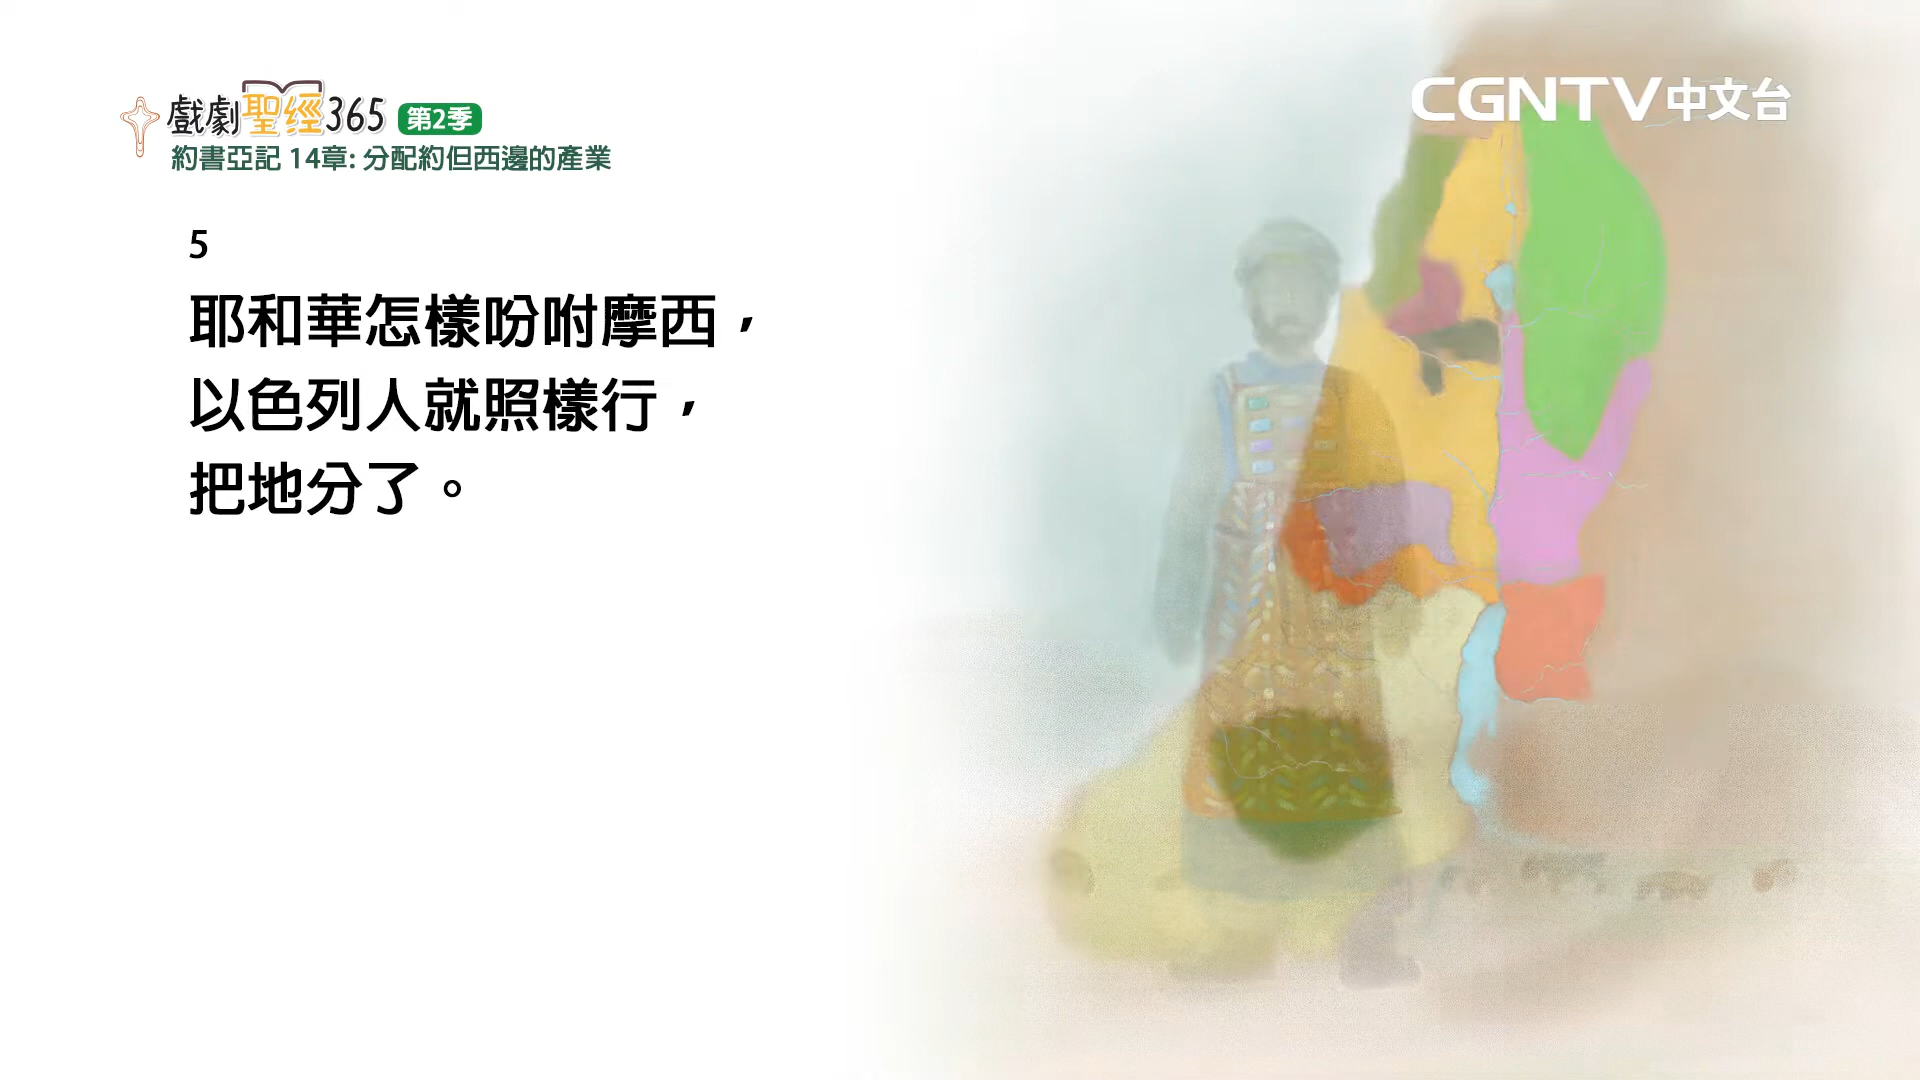 戲劇聖經365 第2季
約書亞記 14章: 分配約但西邊的產業
CGNTV中文台
5
耶和華怎樣吩咐摩西，
以色列人就照樣行，
把地分了。